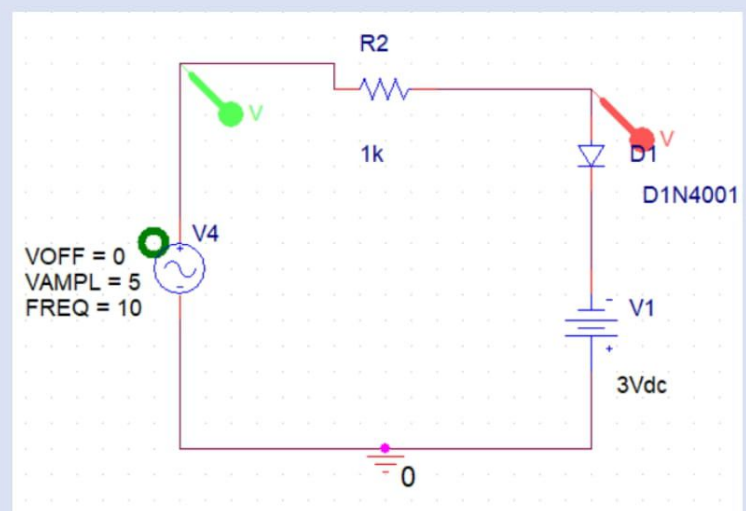 R2
V
V
1k
D1
D1N4001
V4
+
-
VOFF = 0
VAMPL = 5
FREQ = 10
-
V1
+
3Vdc
0